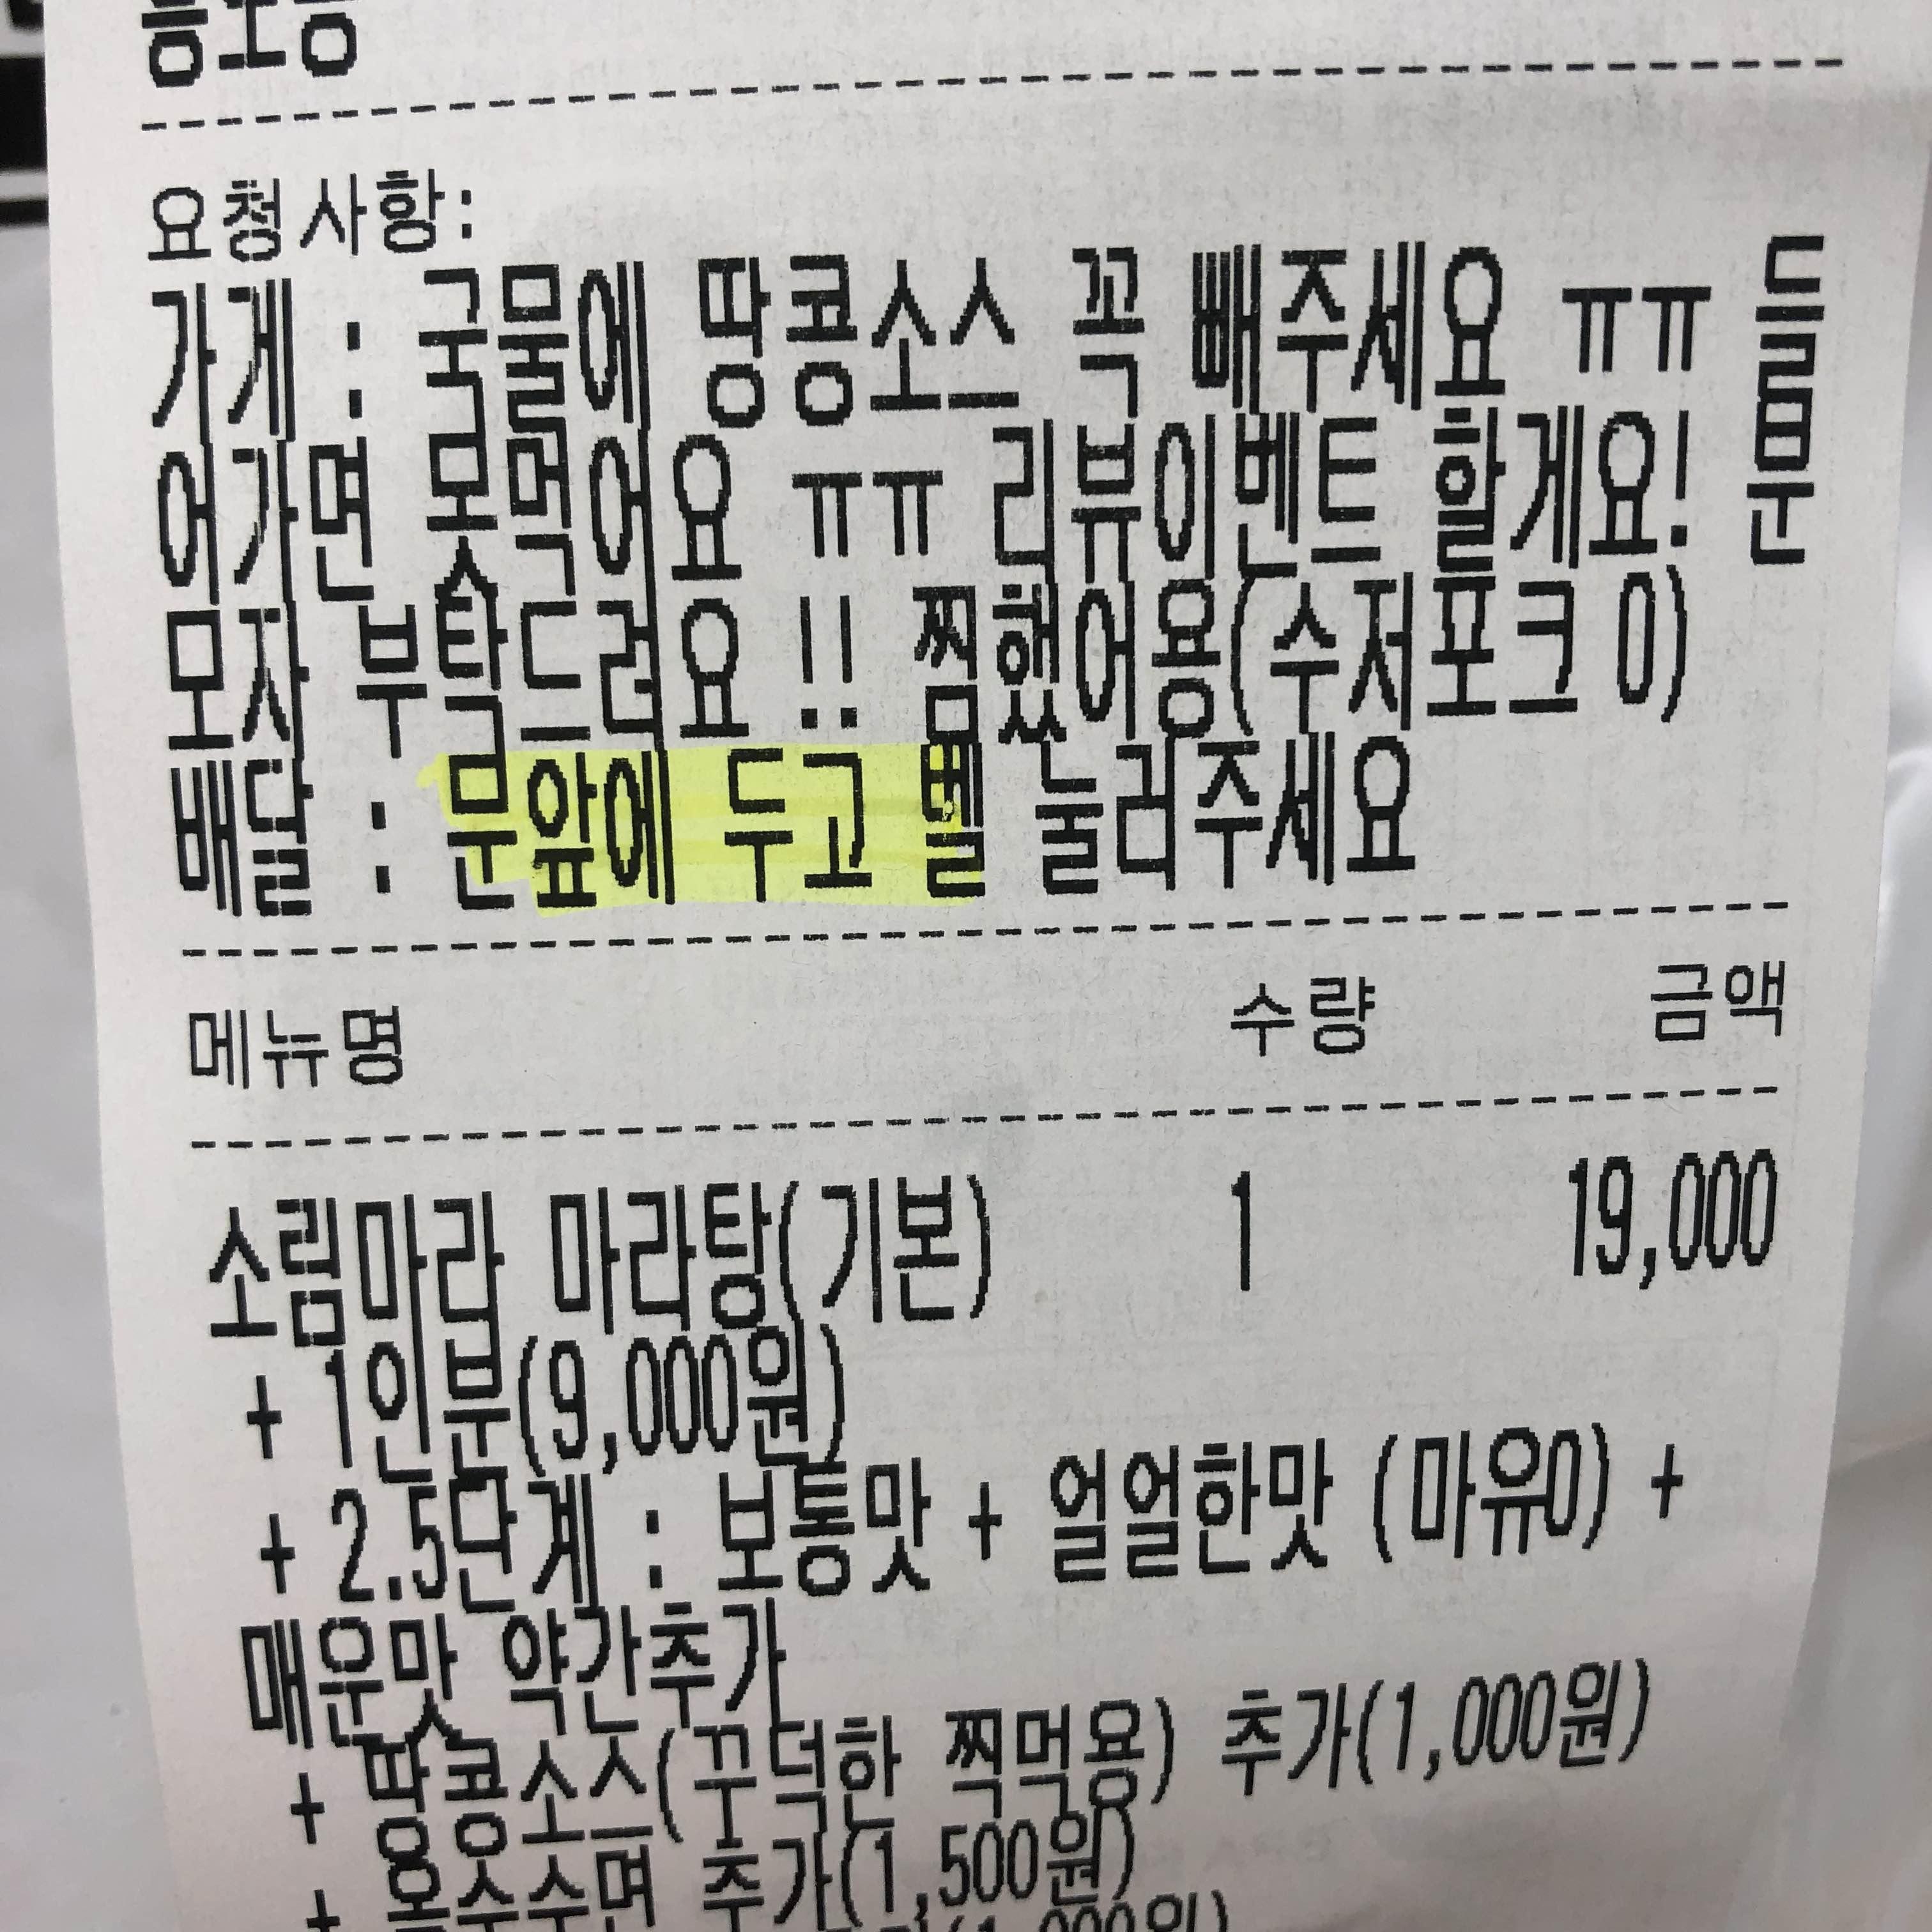 요청사항:
가게 : 국물에 땅콩소스 꼭 빼주세요 ㅠㅠ 들
어가면 못먹어요 ㅠㅠ 리뷰이벤트 할게요! 문
모자 부탁드려요 !! 찜했어용(수저포크 O)
배달 : 문앞에 두고 벨 눌러주세요
메뉴명 수량 금액
소림마라 마라탕(기본) 1 19,000
+ 1인분(9,000원)
+ 2.5단계 : 보통맛 + 얼얼한맛 (마유O) +
매운맛 약간추가
+ 땅콩소스(꾸덕한 찍먹용) 추가(1,000원)
+ 옥수수면 추가(1,500원)